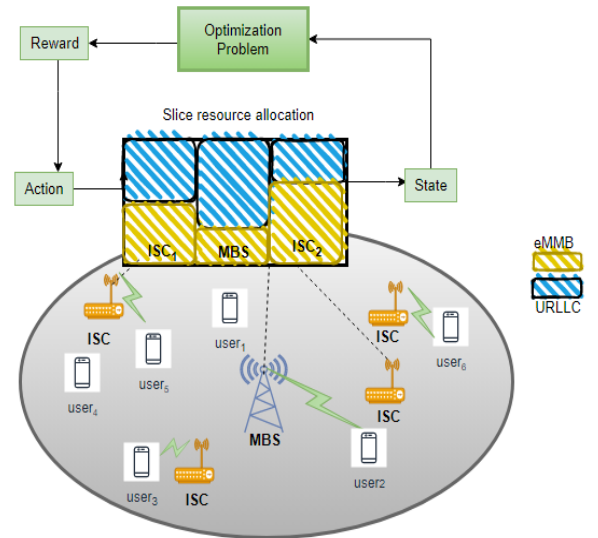 Optimization
Problem
Reward
Slice resource allocation
Action
State
ISC1
MBS
ISC2
eMMB
URLLC
ISC
user1
ISC
user6
user5
user4
ISC
MBS
user2
user3
ISC